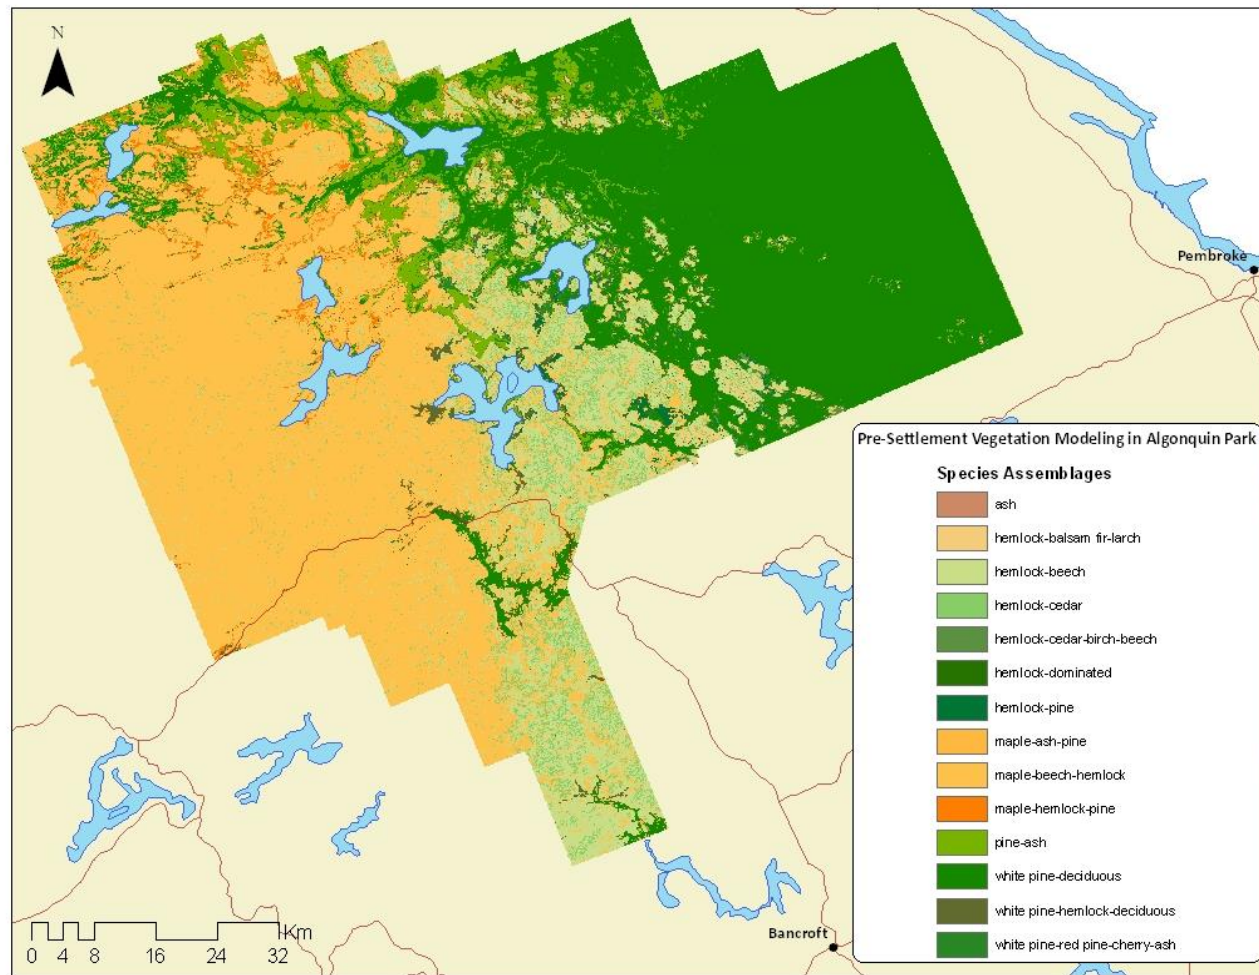 N
Pembroke
Pre-Settlement Vegetation Modeling in Algonquin Park
Species Assemblages
ash
hemlock-balsam fir-larch
hemlock-beech
hemlock-cedar
hemlock-cedar-birch-beech
hemlock-dominated
hemlock-pine
maple-ash-pine
maple-beech-hemlock
maple-hemlock-pine
pine-ash
white pine-deciduous
white pine-hemlock-deciduous
white pine-red pine-cherry-ash
Bancroft
Km
0 4 8 16 24 32